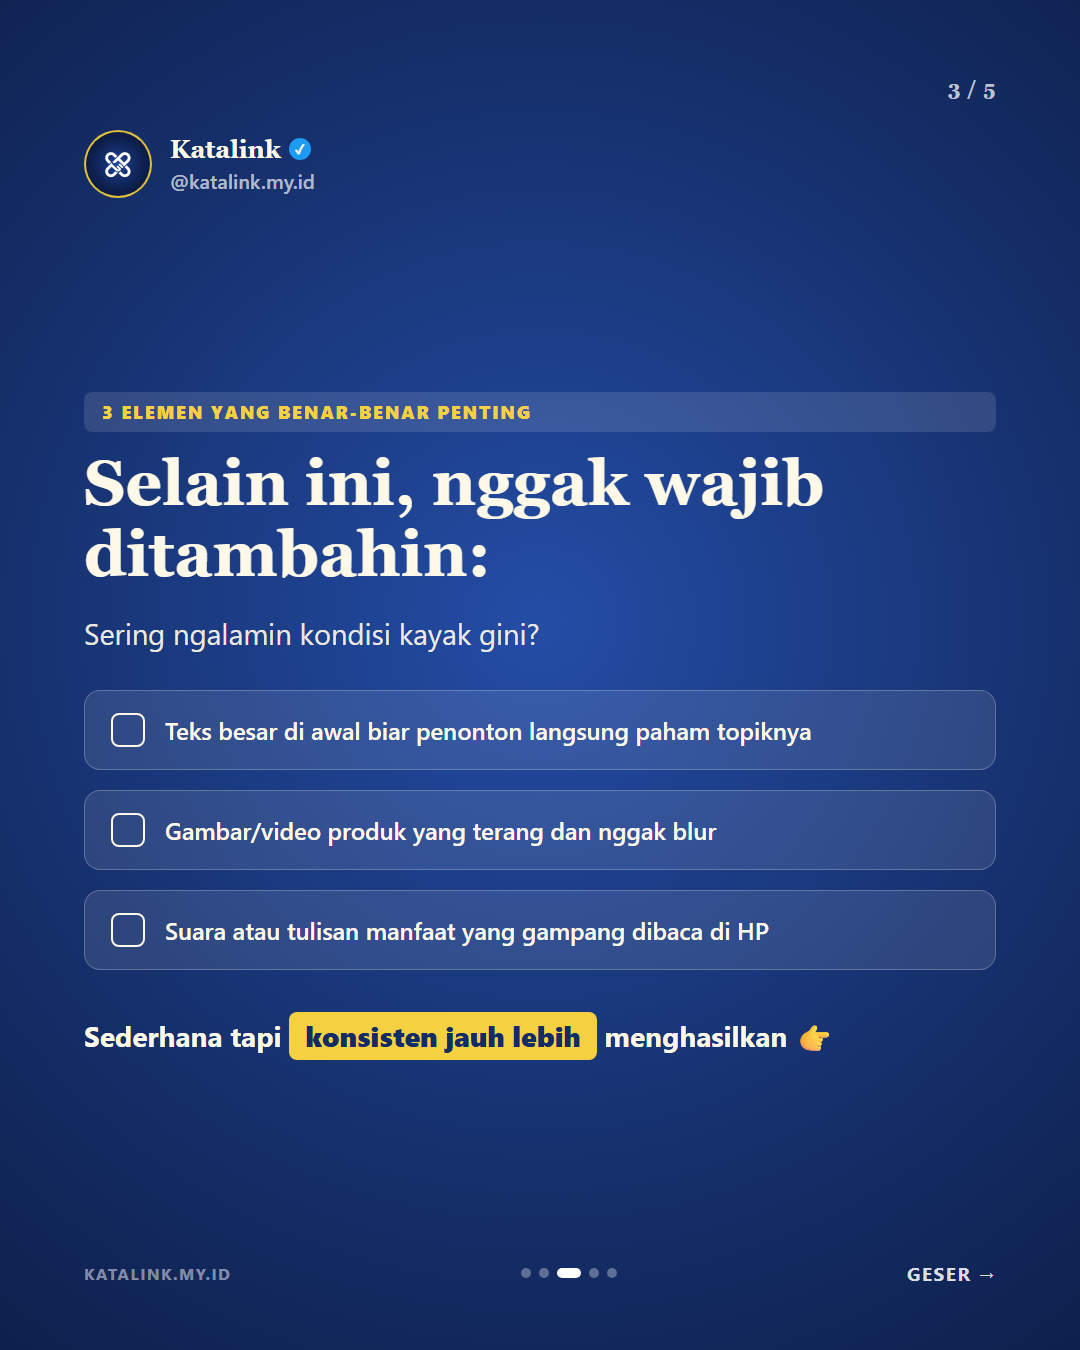 3 / 5
Katalink
@katalink.my.id
3 ELEMEN YANG BENAR-BENAR PENTING
Selain ini, nggak wajib
ditambahin:
Sering ngalamin kondisi kayak gini?
Teks besar di awal biar penonton langsung paham topiknya
Gambar/video produk yang terang dan nggak blur
Suara atau tulisan manfaat yang gampang dibaca di HP
Sederhana tapi konsisten jauh lebih menghasilkan 👉
KATALINK.MY.ID
GESER →